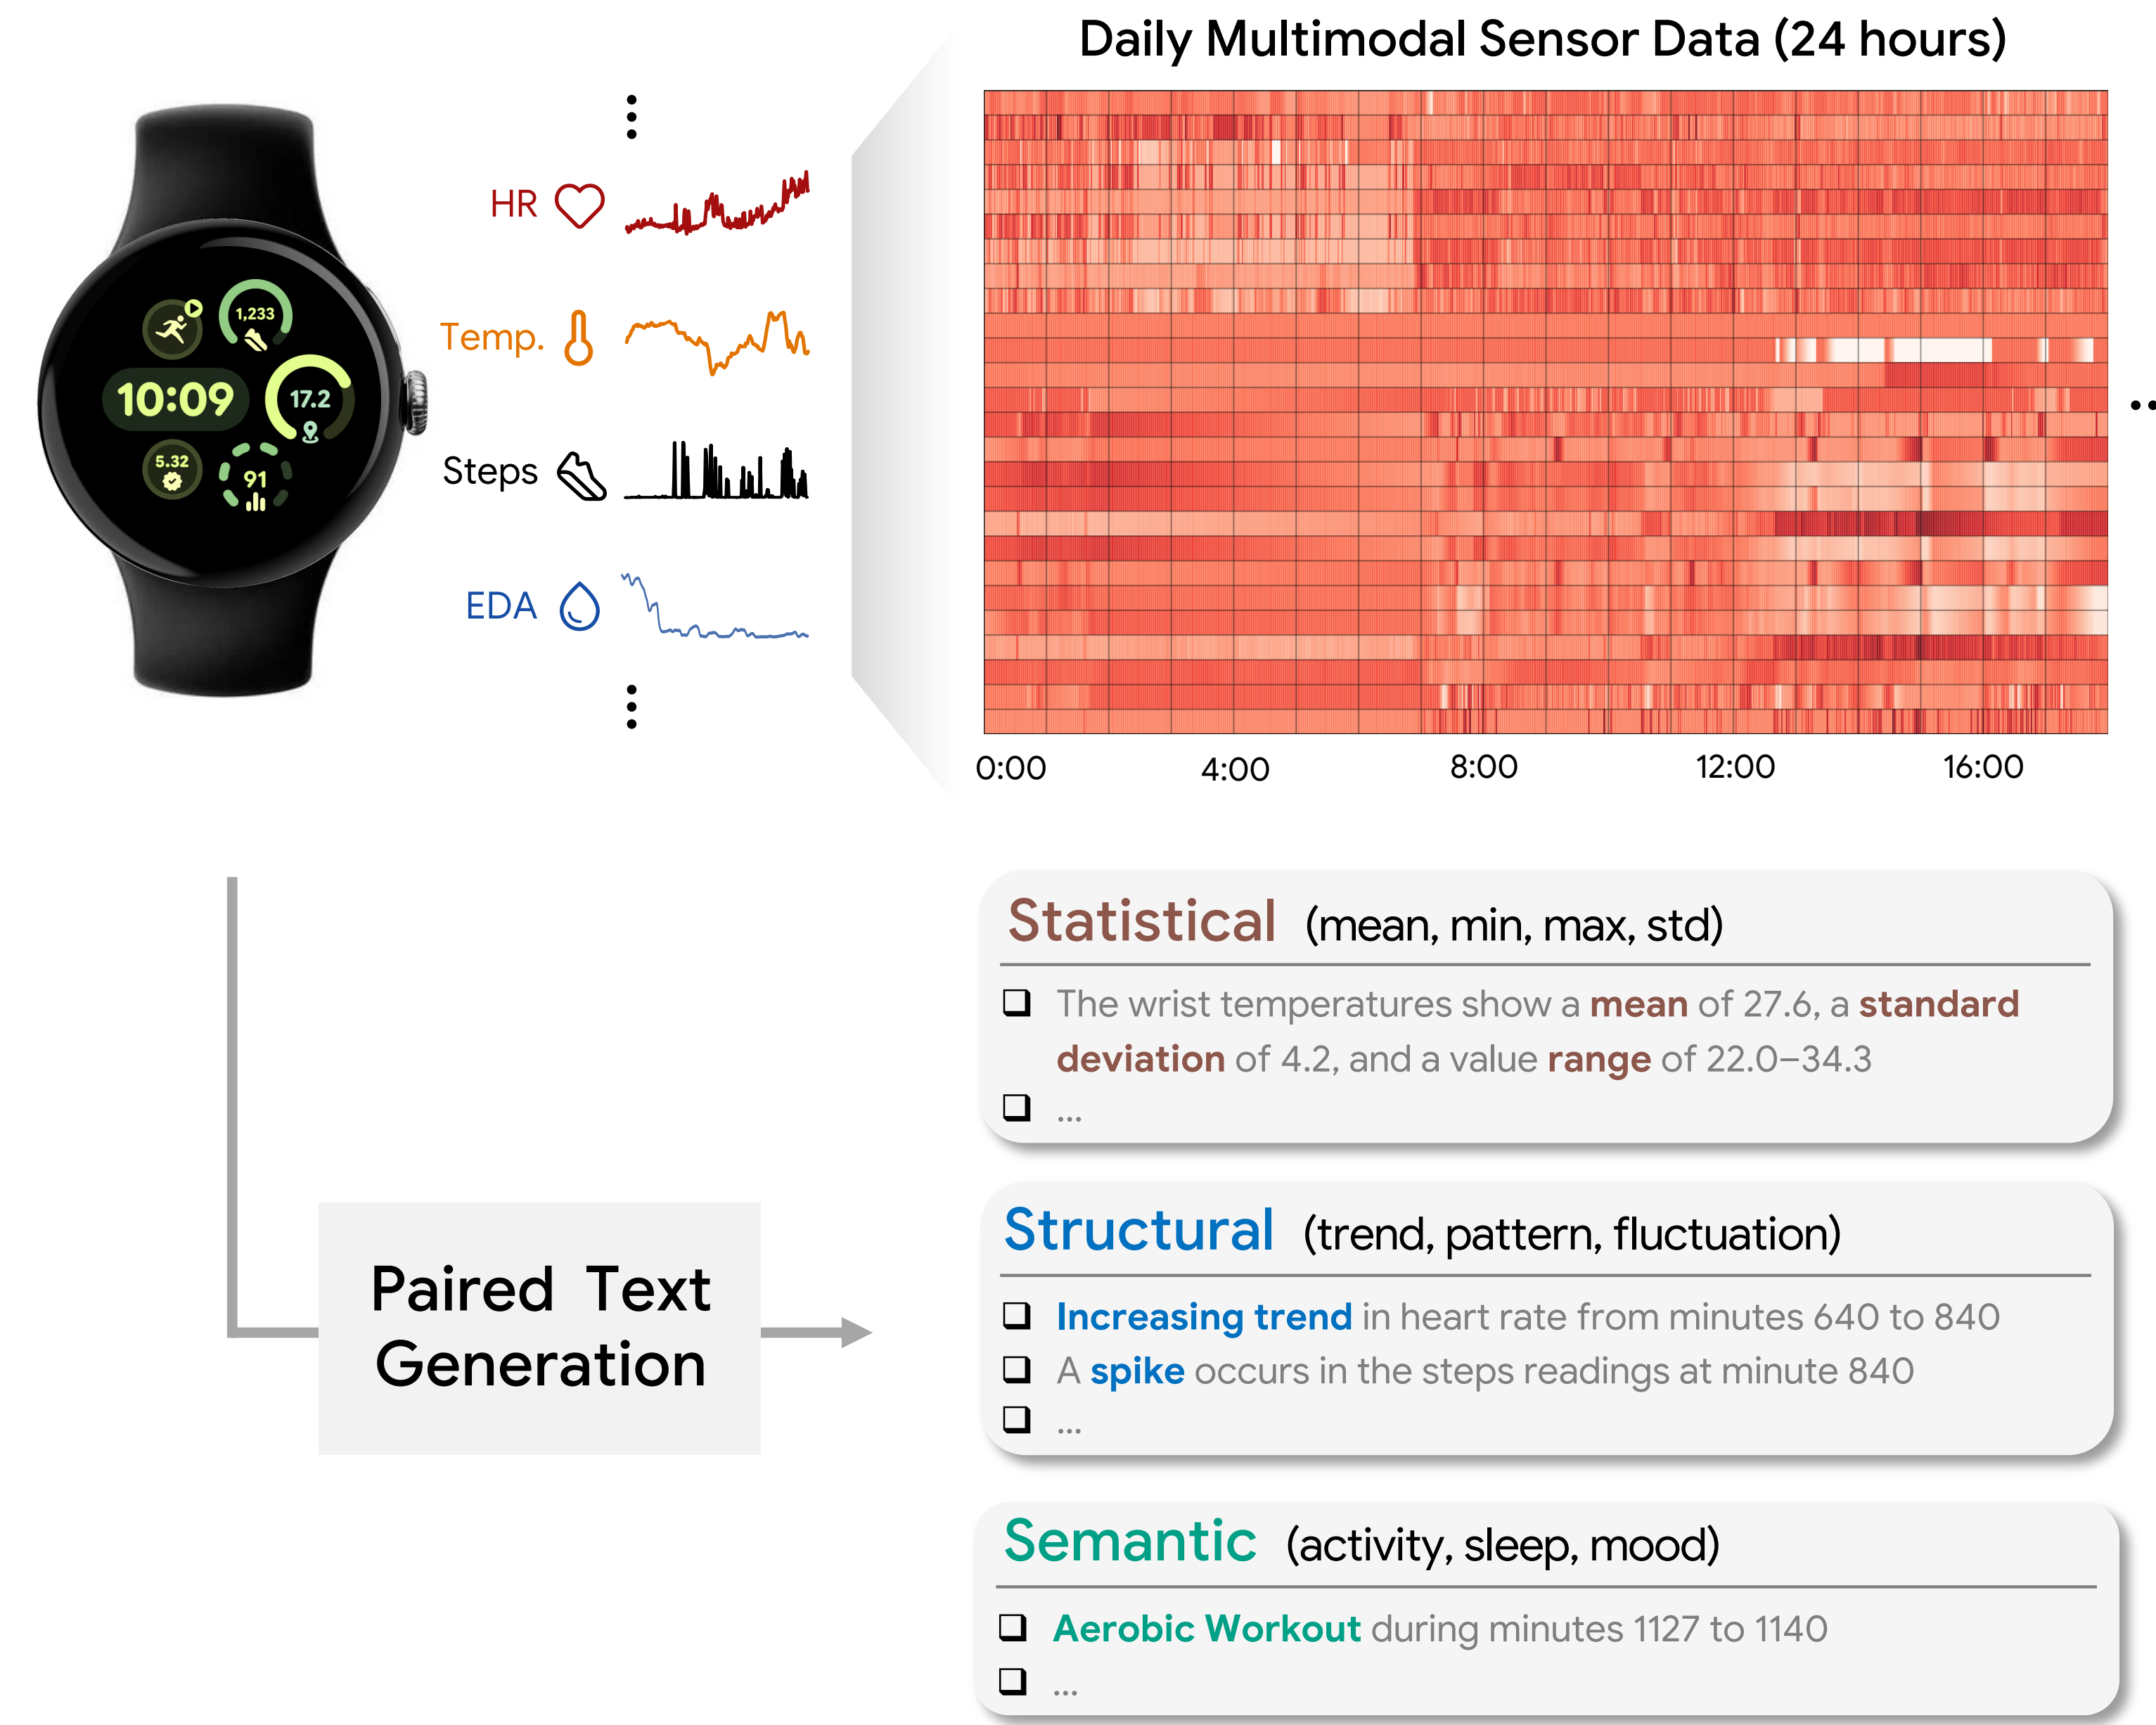 Daily Multimodal Sensor Data (24 hours)
HR
Temp.
Steps
EDA
1,233
10:09
17.2
5.32
91
0:00 4:00 8:00 12:00 16:00
Statistical (mean, min, max, std)
The wrist temperatures show a mean of 27.6, a standard
deviation of 4.2, and a value range of 22.0–34.3
...
Paired Text
Generation
Structural (trend, pattern, fluctuation)
Increasing trend in heart rate from minutes 640 to 840
A spike occurs in the steps readings at minute 840
...
Semantic (activity, sleep, mood)
Aerobic Workout during minutes 1127 to 1140
...